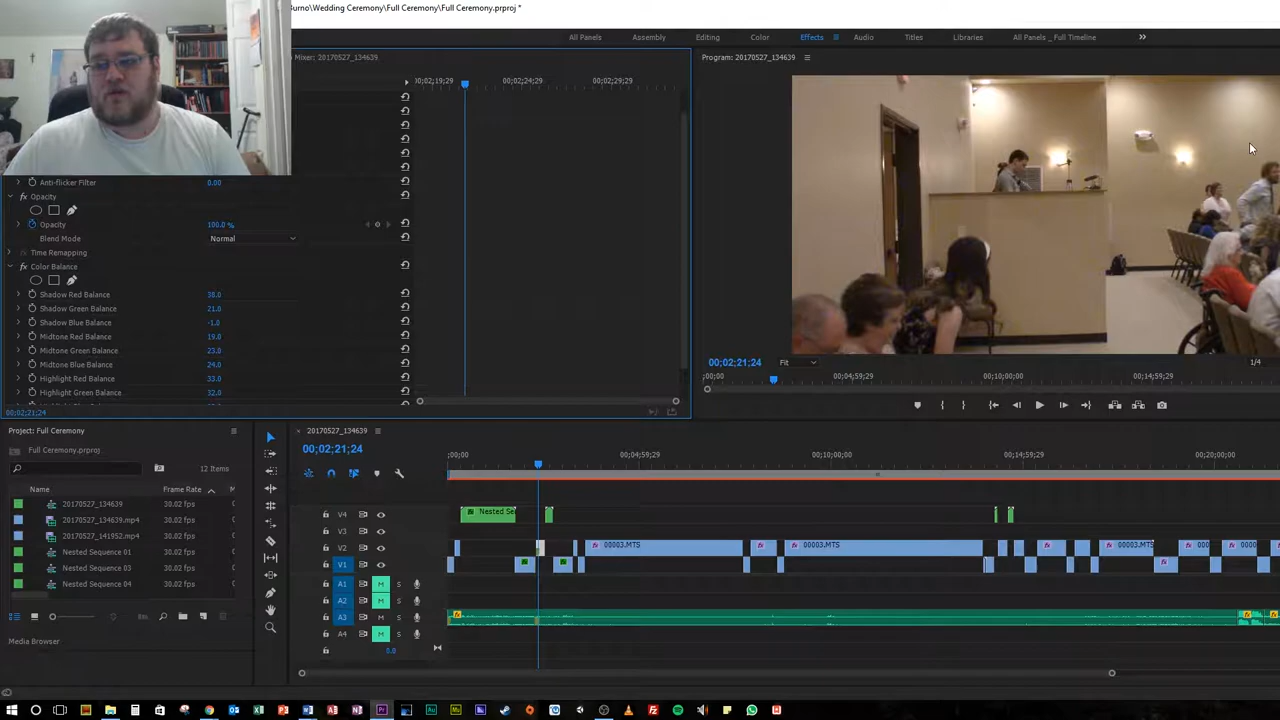 Burno\Wedding Ceremony\Full Ceremony\Full Ceremony.prproj *
All Panels
Assembly
Editing
Color
Effects
Audio
Titles
Libraries
All Panels _ Full Timeline
Mixer: 20170527_134639
Program: 20170527_134639
00;02;19;29
00;02;24;29
00;02;29;29
Anti-flicker Filter 0.00
fx Opacity
Opacity 100.0 %
Blend Mode Normal
Time Remapping
fx Color Balance
Shadow Red Balance 38.0
Shadow Green Balance 21.0
Shadow Blue Balance -1.0
Midtone Red Balance 19.0
Midtone Green Balance 23.0
Midtone Blue Balance 24.0
Highlight Red Balance 33.0
Highlight Green Balance 32.0
00;02;21;24
00;02;21;24 Fit 1/4
;00;00 00;04;59;29 00;10;00;00 00;14;59;29
Project: Full Ceremony
Full Ceremony.prproj
12 Items
Name Frame Rate
20170527_134639 30.02 fps
20170527_134639.mp4 30.02 fps
20170527_141952.mp4 30.02 fps
Nested Sequence 01 30.02 fps
Nested Sequence 03 30.02 fps
Nested Sequence 04 30.02 fps
Media Browser
20170527_134639
00;02;21;24
;00;00 00;04;59;29 00;10;00;00 00;14;59;29 00;20;00;00
V4 Nested Se
V3
V2 00003.MTS 00003.MTS 00003.MTS
V1
A1 M S
A2 M S
A3 M S
A4 M S
0.0